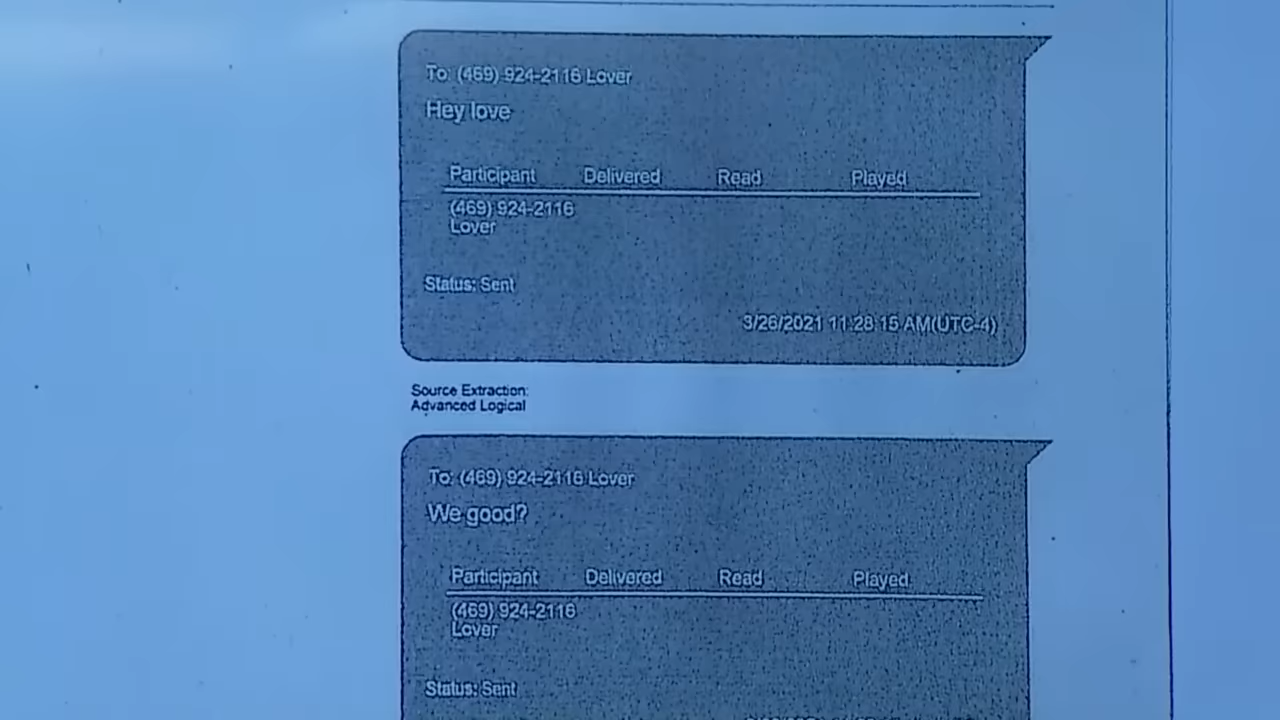 To: (469) 924-2116 Lover
Hey love
Participant Delivered Read Played
(469) 924-2116
Lover
Status: Sent
3/26/2021 11:28:15 AM(UTC-4)
Source Extraction:
Advanced Logical
To: (469) 924-2116 Lover
We good?
Participant Delivered Read Played
(469) 924-2116
Lover
Status: Sent